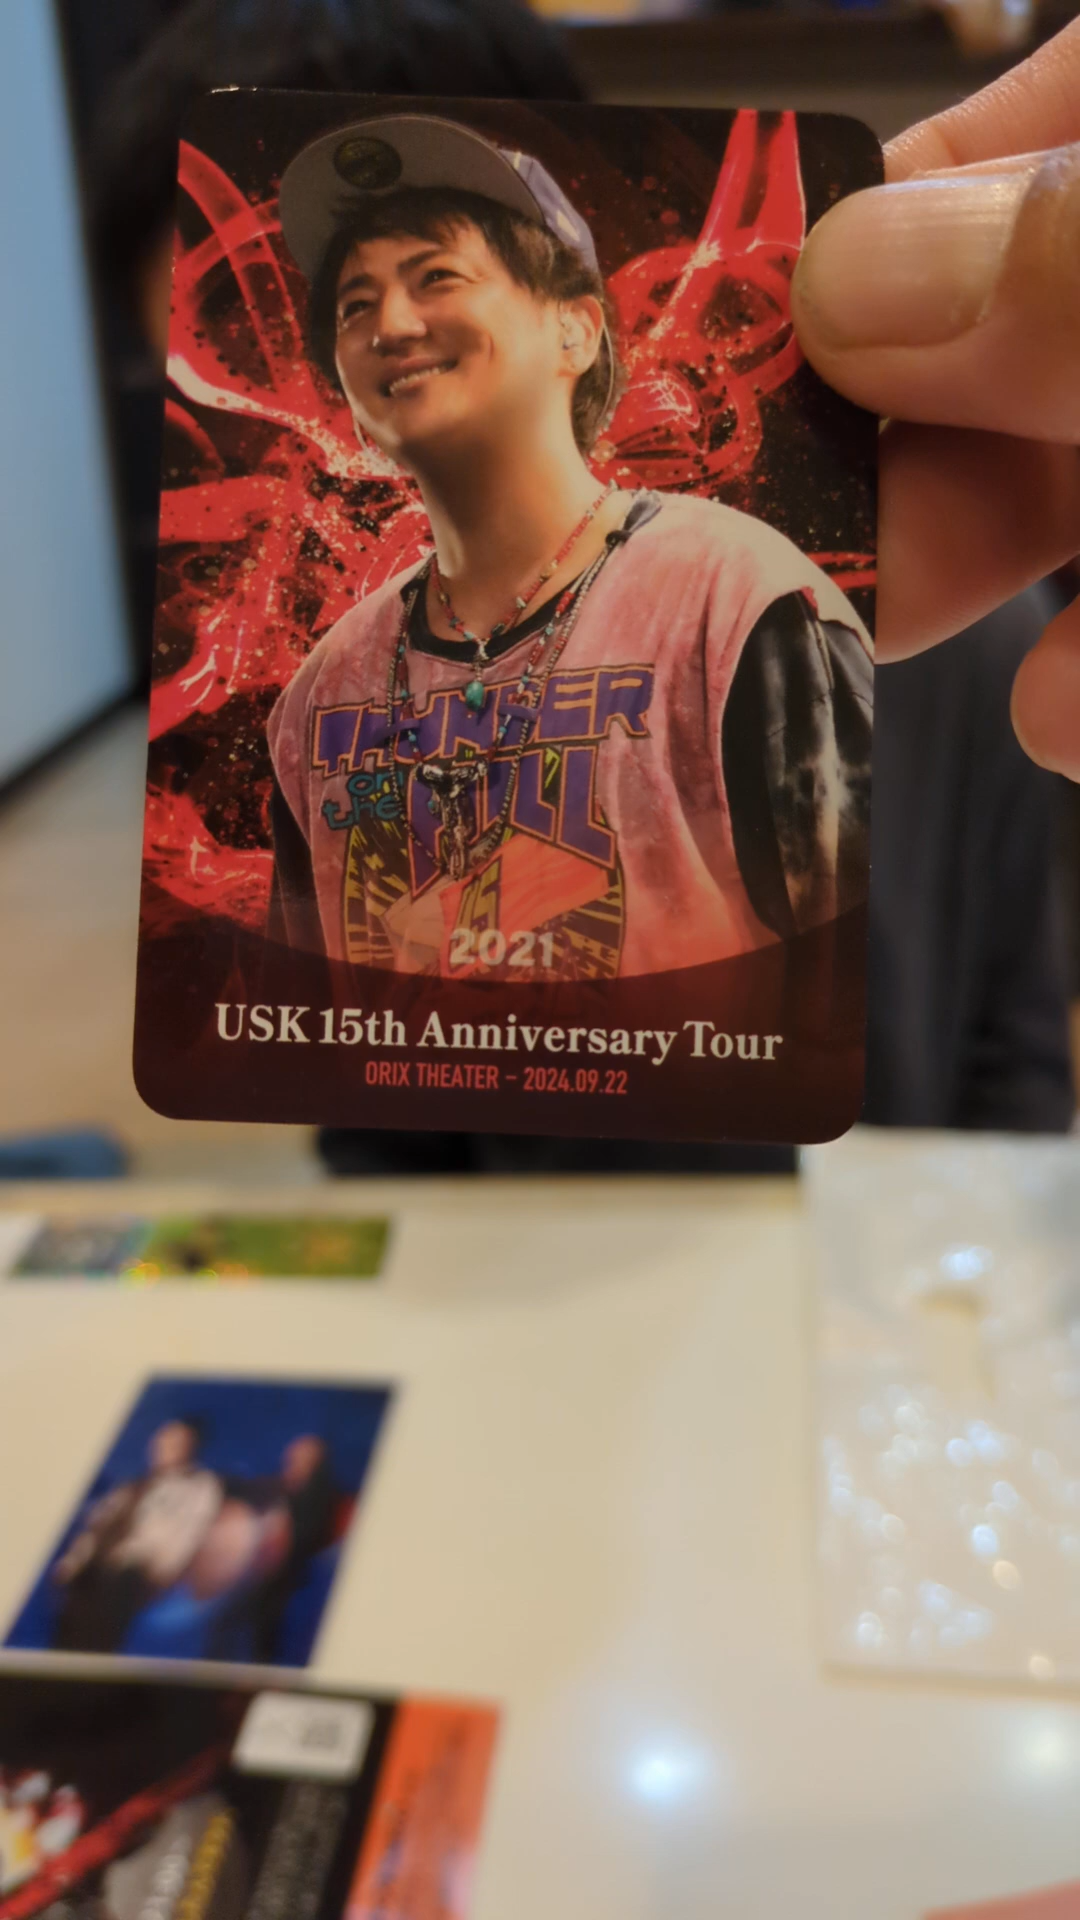 THUNDER
on
the HILL
2021
USK 15th Anniversary Tour
ORIX THEATER – 2024.09.22